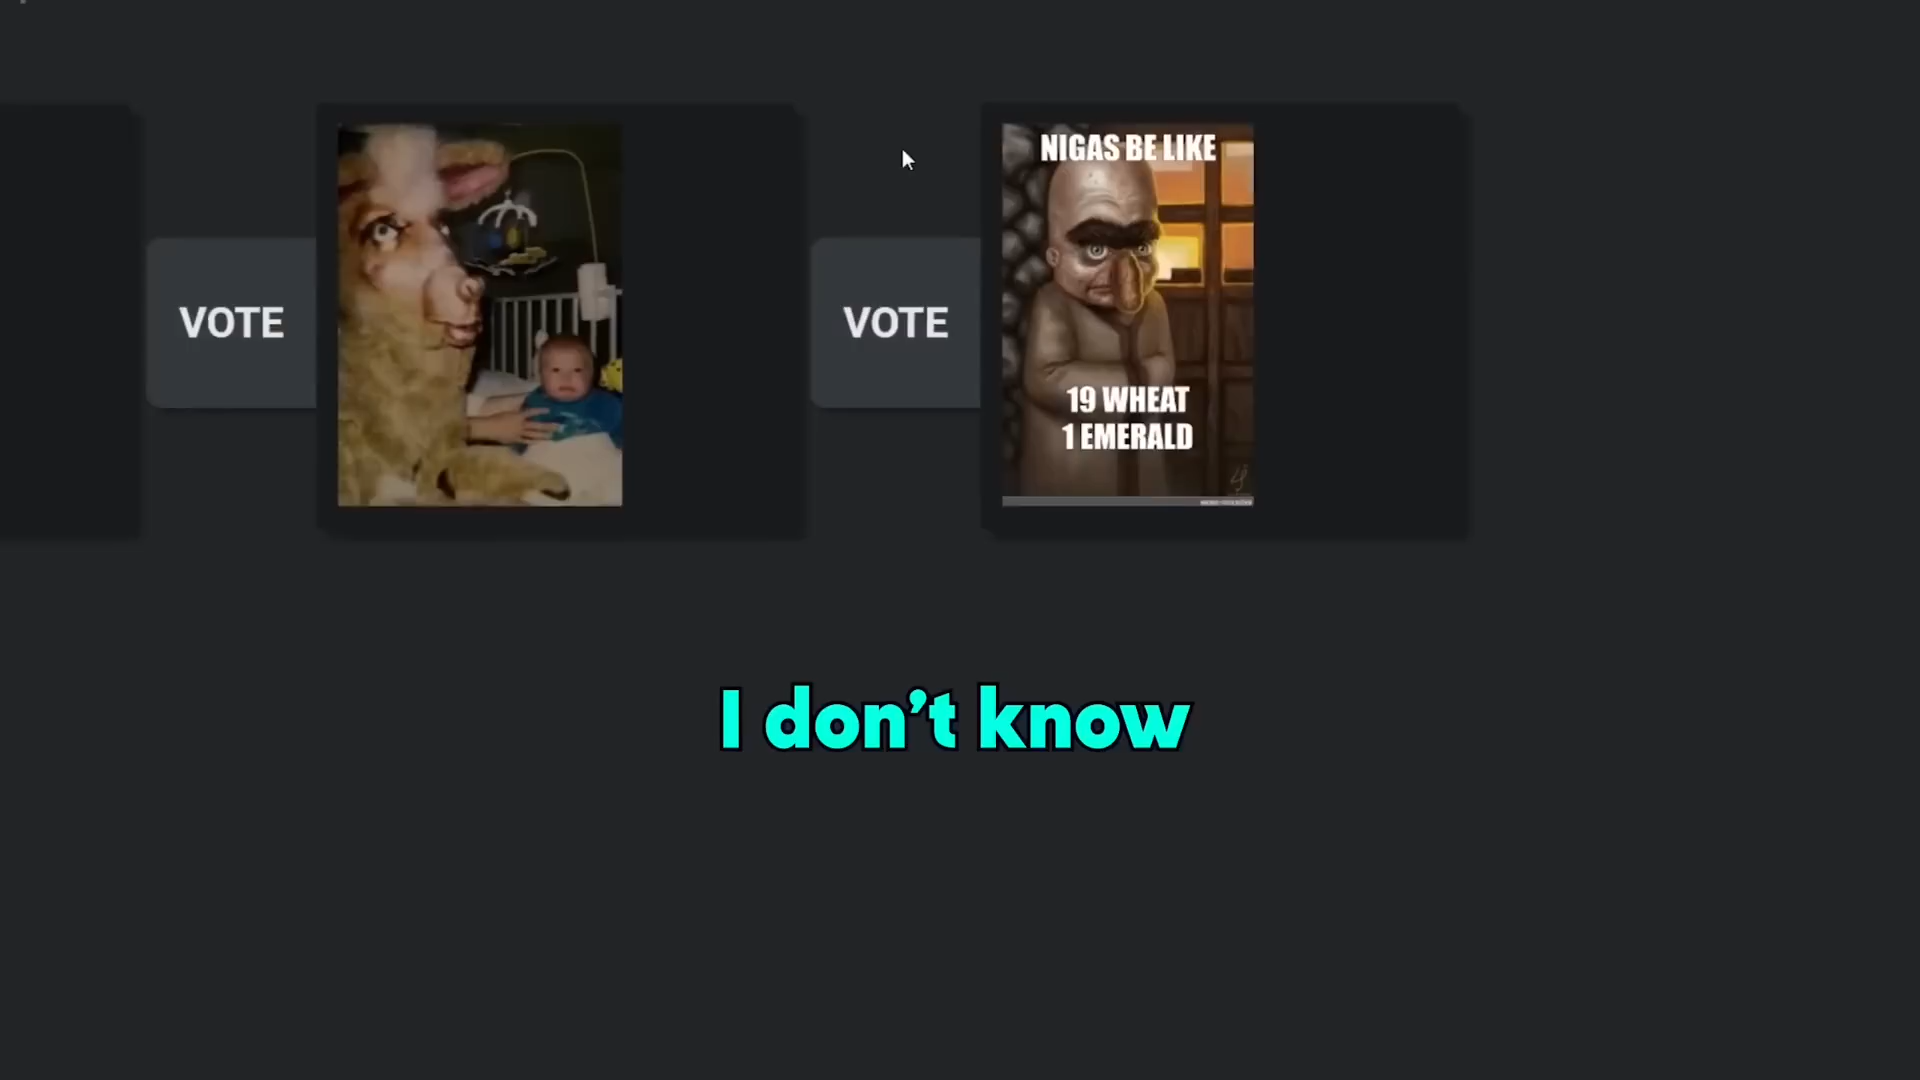 VOTE
VOTE
NIGAS BE LIKE
19 WHEAT
1 EMERALD
I don't know